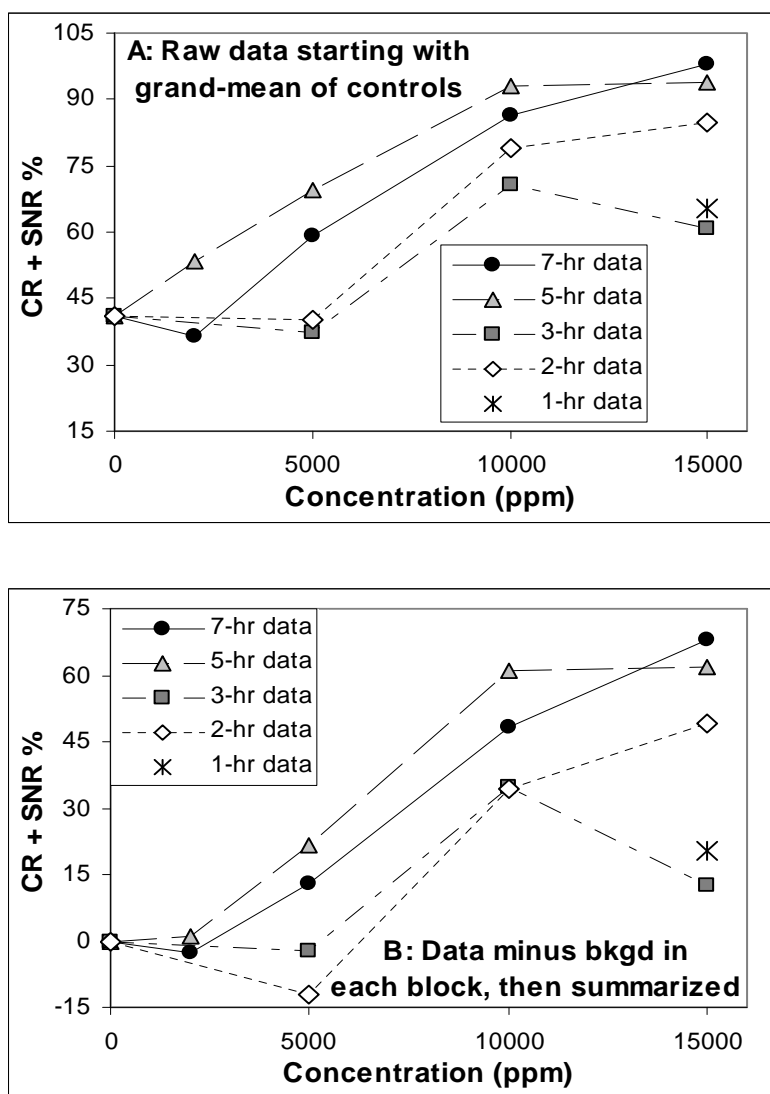 105
90
75
60
45
30
15
CR + SNR %
A: Raw data starting with
grand-mean of controls
7-hr data
5-hr data
3-hr data
2-hr data
1-hr data
0 5000 10000 15000
Concentration (ppm)
75
60
45
30
15
0
-15
CR + SNR %
7-hr data
5-hr data
3-hr data
2-hr data
1-hr data
B: Data minus bkgd in
each block, then summarized
0 5000 10000 15000
Concentration (ppm)